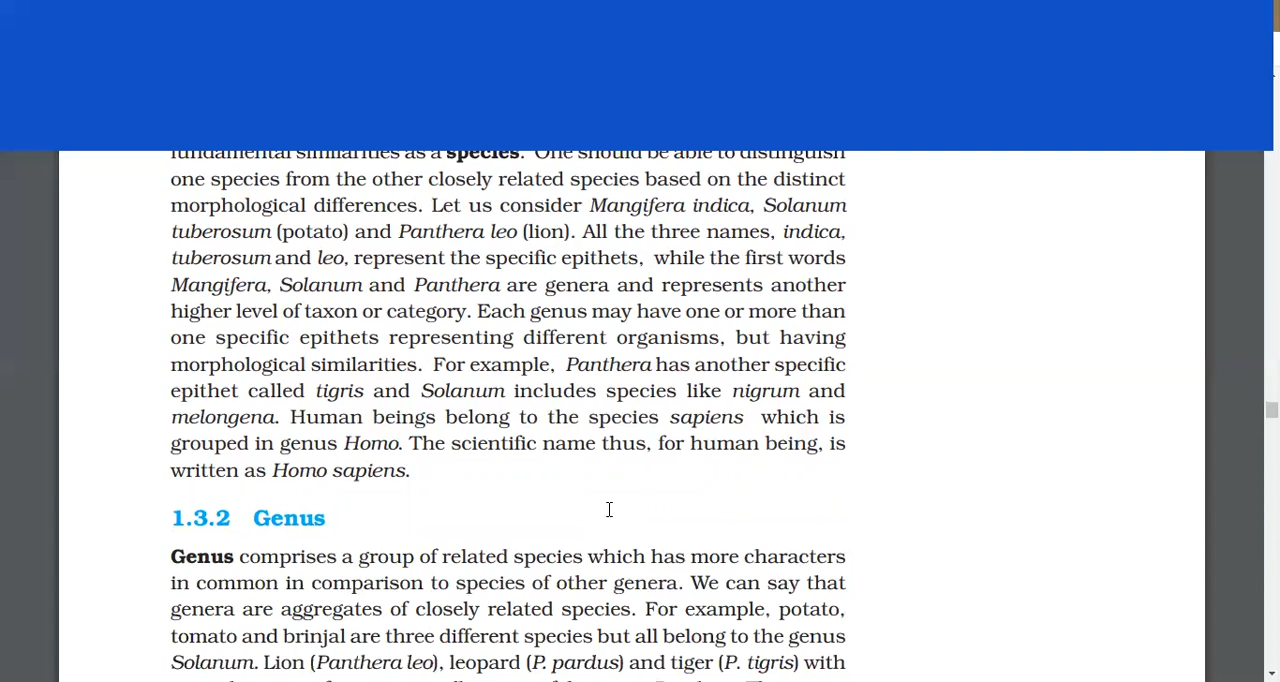 fundamental similarities as a species. One should be able to distinguish
one species from the other closely related species based on the distinct
morphological differences. Let us consider Mangifera indica, Solanum
tuberosum (potato) and Panthera leo (lion). All the three names, indica,
tuberosum and leo, represent the specific epithets, while the first words
Mangifera, Solanum and Panthera are genera and represents another
higher level of taxon or category. Each genus may have one or more than
one specific epithets representing different organisms, but having
morphological similarities. For example, Panthera has another specific
epithet called tigris and Solanum includes species like nigrum and
melongena. Human beings belong to the species sapiens which is
grouped in genus Homo. The scientific name thus, for human being, is
written as Homo sapiens.
1.3.2 Genus
Genus comprises a group of related species which has more characters
in common in comparison to species of other genera. We can say that
genera are aggregates of closely related species. For example, potato,
tomato and brinjal are three different species but all belong to the genus
Solanum. Lion (Panthera leo), leopard (P. pardus) and tiger (P. tigris) with